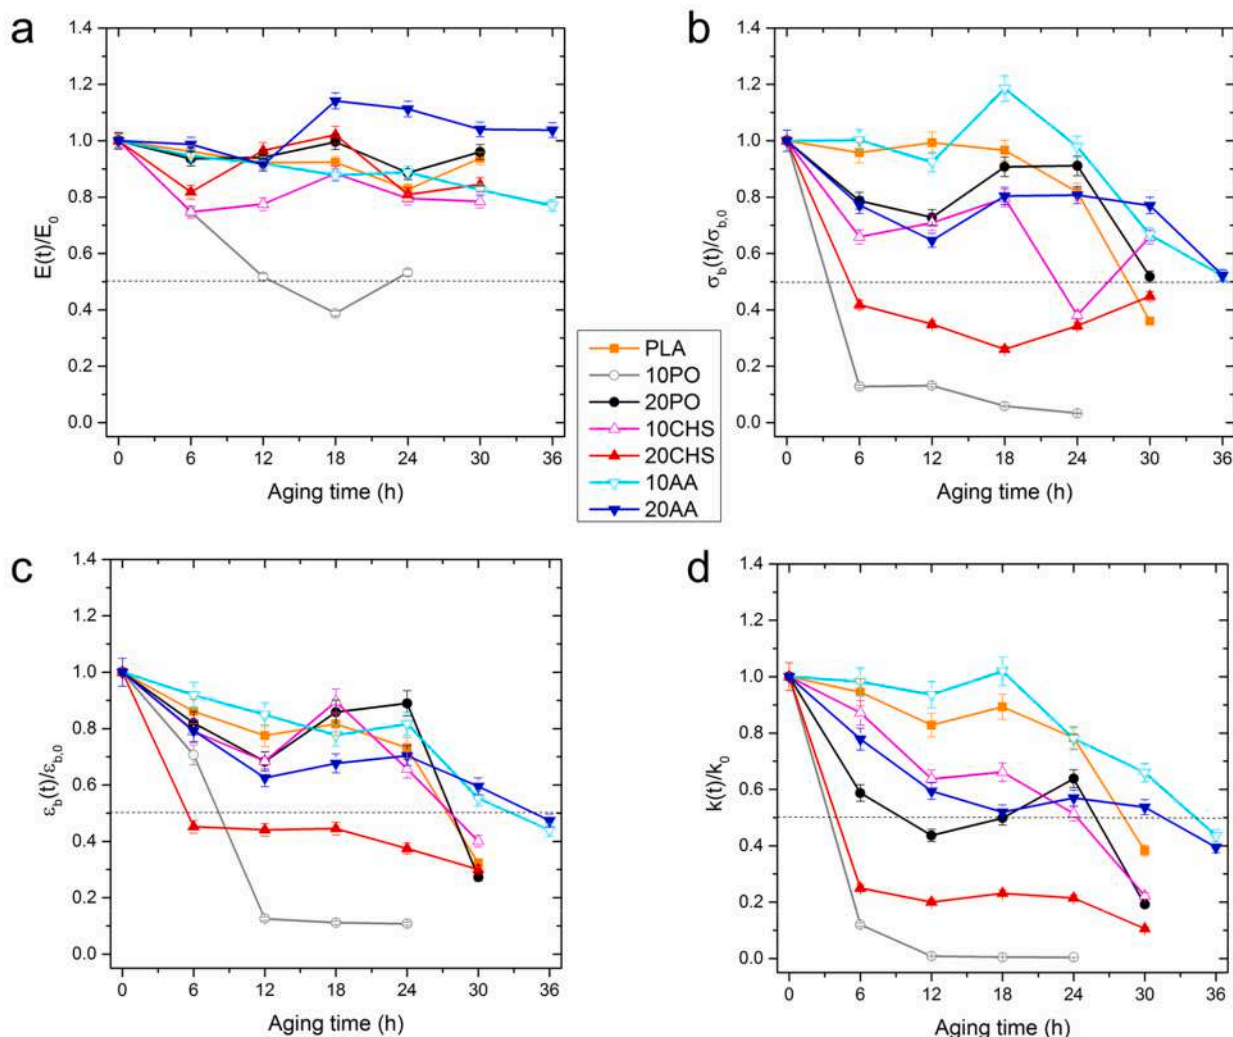 a
1.4
1.2
1.0
0.8
0.6
0.4
0.2
0.0
E(t)/E0
0 6 12 18 24 30 36
Aging time (h)
b
1.4
1.2
1.0
0.8
0.6
0.4
0.2
0.0
σb(t)/σb,0
0 6 12 18 24 30 36
Aging time (h)
PLA
10PO
20PO
10CHS
20CHS
10AA
20AA
c
1.4
1.2
1.0
0.8
0.6
0.4
0.2
0.0
εb(t)/εb,0
0 6 12 18 24 30 36
Aging time (h)
d
1.4
1.2
1.0
0.8
0.6
0.4
0.2
0.0
k(t)/k0
0 6 12 18 24 30 36
Aging time (h)